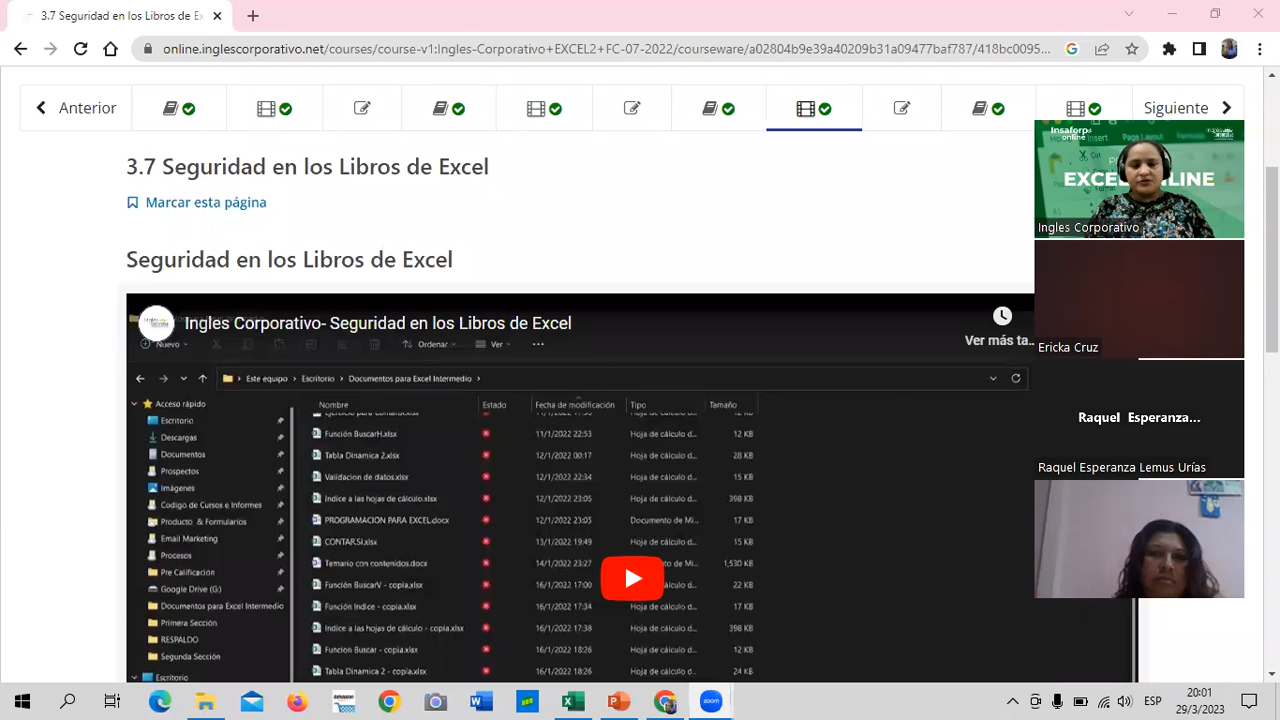 3.7 Seguridad en los Libros de E
online.inglescorporativo.net/courses/course-v1:Ingles-Corporativo+EXCEL2+FC-07-2022/courseware/a02804b9e39a40209b31a09477baf787/418bc0095...
Anterior
Siguiente
3.7 Seguridad en los Libros de Excel
Marcar esta página
Seguridad en los Libros de Excel
Ingles Corporativo- Seguridad en los Libros de Excel
Ver más ta...
Nuevo
Ordenar
Ver
Este equipo > Escritorio > Documentos para Excel Intermedio >
Nombre Estado Fecha de modificación Tipo Tamaño
Acceso rápido
Escritorio
Descargas
Documentos
Prospectos
Imágenes
Codigo de Cursos e Informes
Producto & Formularios
Email Marketing
Procesos
Pre Calificación
Google Drive (G:)
Documentos para Excel Intermedio
Primera Sección
RESPALDO
Segunda Sección
Escritorio
Función BuscarH.xlsx 11/1/2022 22:53 Hoja de cálculo d... 12 KB
Tabla Dinamica 2.xlsx 12/1/2022 00:17 Hoja de cálculo d... 28 KB
Validacion de datos.xlsx 12/1/2022 22:34 Hoja de cálculo d... 15 KB
Indice a las hojas de cálculo.xlsx 12/1/2022 23:05 Hoja de cálculo d... 398 KB
PROGRAMACION PARA EXCEL.docx 12/1/2022 23:05 Documento de Mi... 17 KB
CONTAR.SI.xlsx 13/1/2022 19:49 Hoja de cálculo d... 15 KB
Temario con contenidos.docx 14/1/2022 23:27 Documento de Mi... 1,530 KB
Función BuscarV - copia.xlsx 16/1/2022 17:00 Hoja de cálculo d... 22 KB
Función Indice - copia.xlsx 16/1/2022 17:34 Hoja de cálculo d... 17 KB
Indice a las hojas de cálculo - copia.xlsx 16/1/2022 17:38 Hoja de cálculo d... 398 KB
Función Buscar - copia.xlsx 16/1/2022 18:26 Hoja de cálculo d... 12 KB
Tabla Dinamica 2 - copia.xlsx 16/1/2022 18:26 Hoja de cálculo d... 24 KB
Insaforp
online
Insert Page Layout
Ingles Corporativo
Ericka Cruz
Raquel Esperanza...
Raquel Esperanza Lemus Urías
zoom
ESP
20:01
29/3/2023